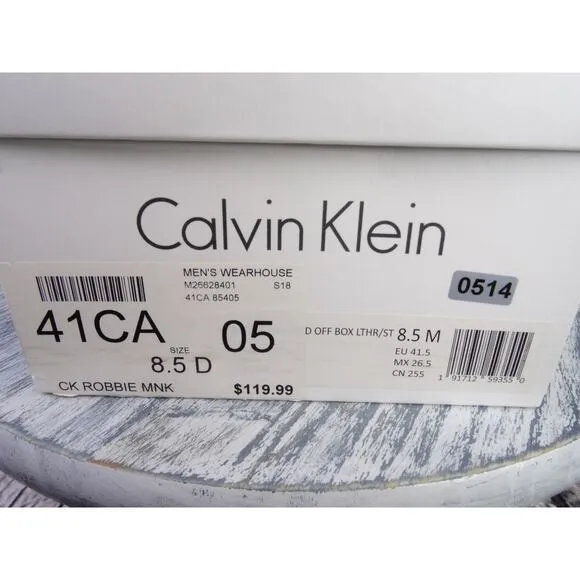 Calvin Klein
MEN'S WEARHOUSE
M26628401 S18
41CA 85405
0514
41CA 05
SIZE
8.5 D
CK ROBBIE MNK $119.99
D OFF BOX LTHR/ST 8.5 M
EU 41.5
MX 26.5
CN 255
1 91712 59355 0